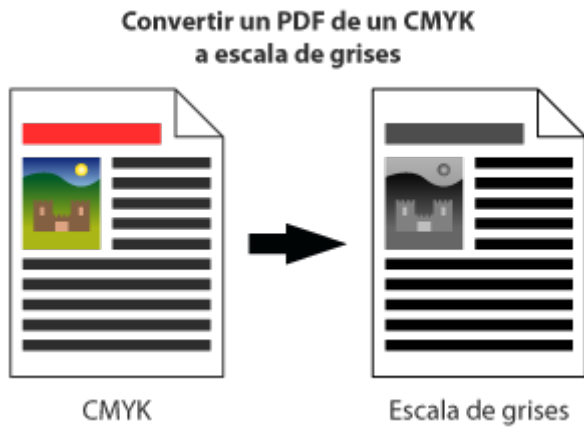 Convertir un PDF de un CMYK
a escala de grises
CMYK
Escala de grises